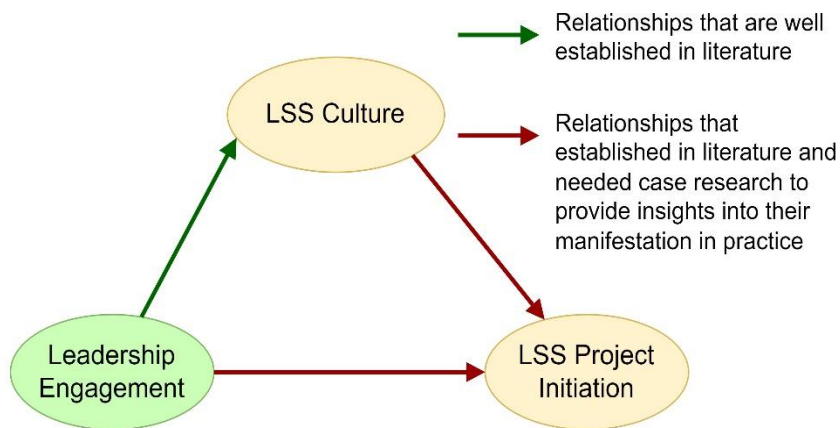 Relationships that are well
established in literature
LSS Culture
Relationships that
established in literature and
needed case research to
provide insights into their
manifestation in practice
Leadership
Engagement
LSS Project
Initiation